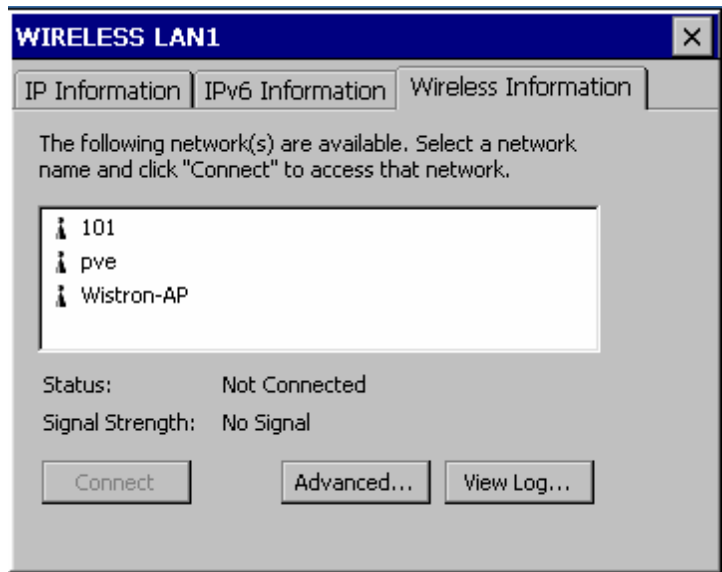 WIRELESS LAN1
IP Information IPv6 Information Wireless Information
The following network(s) are available. Select a network
name and click "Connect" to access that network.
101
pve
Wistron-AP
Status: Not Connected
Signal Strength: No Signal
Connect Advanced... View Log...